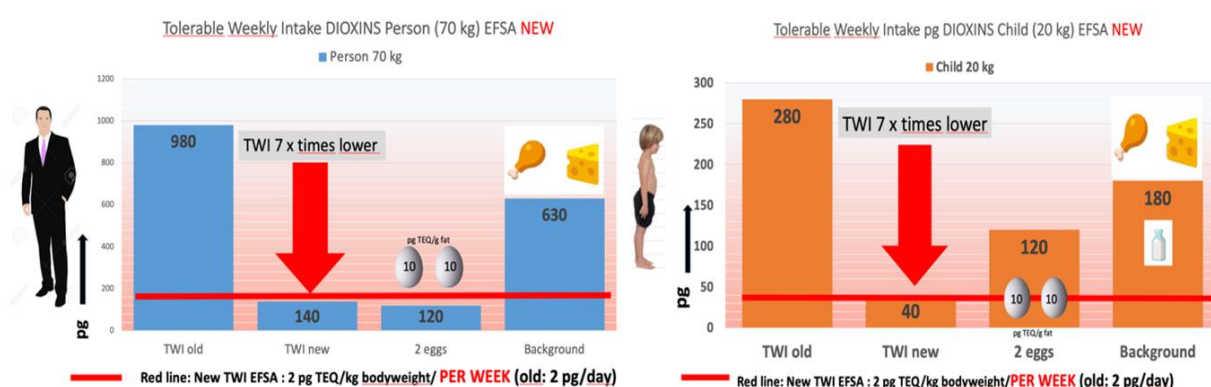 Tolerable Weekly Intake DIOXINS Person (70 kg) EFSA NEW
Person 70 kg
1200
1000
800
600
400
200
0
pg
980
TWI 7 x times lower
140
pg TEQ/g fat
10 10
120
630
TWI old TWI new 2 eggs Background
Red line: New TWI EFSA : 2 pg TEQ/kg bodyweight/ PER WEEK (old: 2 pg/day)
Tolerable Weekly Intake pg DIOXINS Child (20 kg) EFSA NEW
Child 20 kg
300
250
200
150
100
50
0
pg
280
TWI 7 x times lower
40
120
10 10
pg TEQ/g fat
180
TWI old TWI new 2 eggs Background
Red line: New TWI EFSA : 2 pg TEQ/kg bodyweight/PER WEEK (old: 2 pg/day)